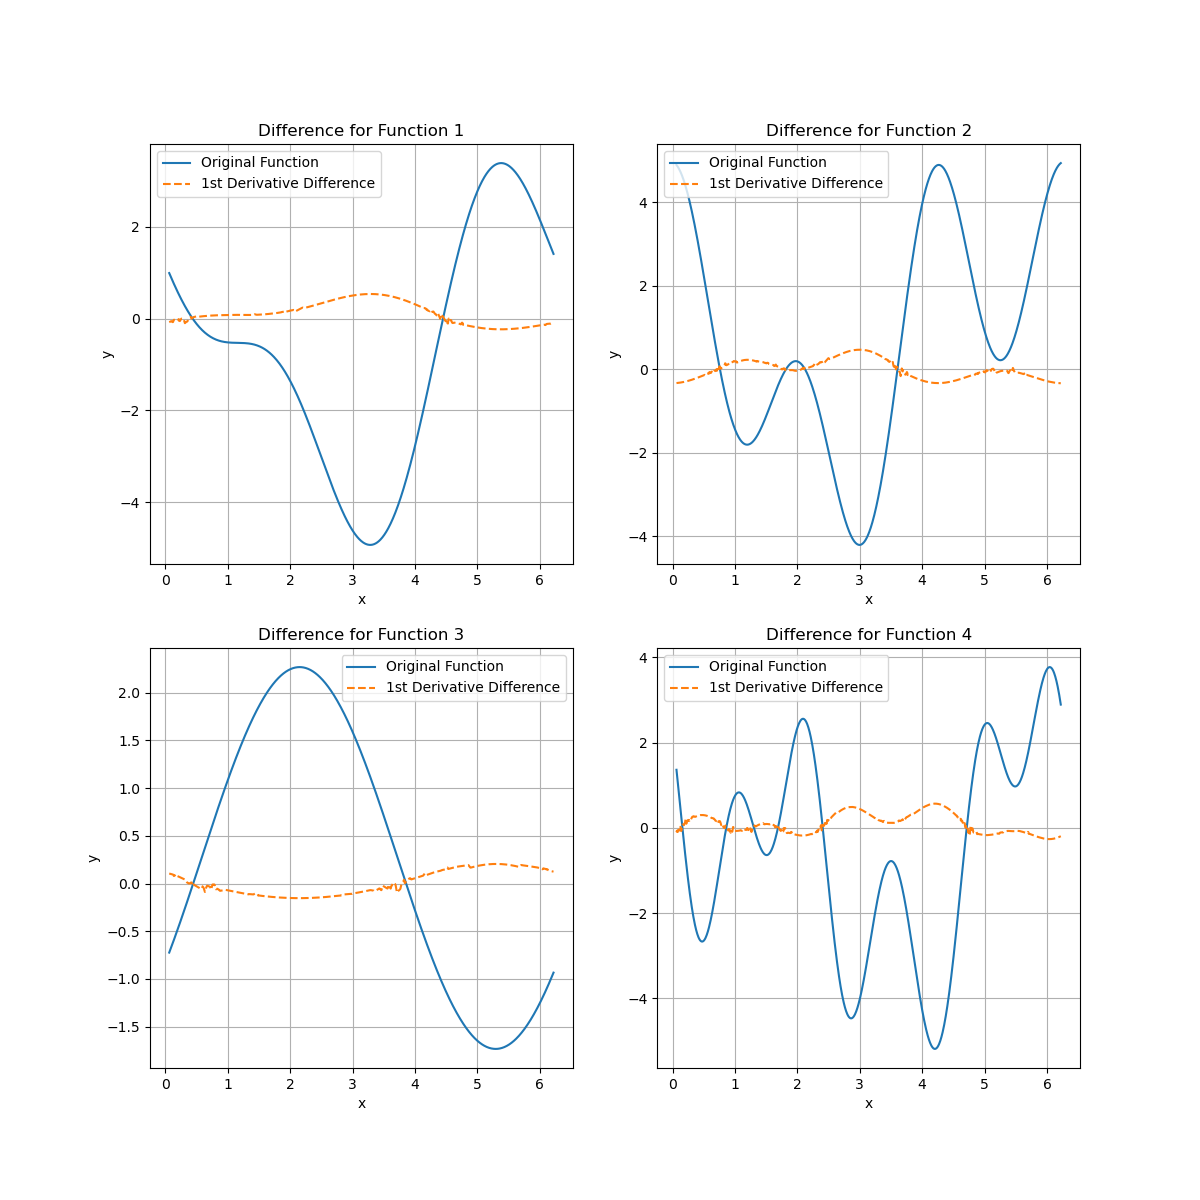 Difference for Function 1
Original Function
1st Derivative Difference
y
2
0
−2
−4
0 1 2 3 4 5 6
x
Difference for Function 2
Original Function
1st Derivative Difference
y
4
2
0
−2
−4
0 1 2 3 4 5 6
x
Difference for Function 3
Original Function
1st Derivative Difference
y
2.0
1.5
1.0
0.5
0.0
−0.5
−1.0
−1.5
0 1 2 3 4 5 6
x
Difference for Function 4
Original Function
1st Derivative Difference
y
4
2
0
−2
−4
0 1 2 3 4 5 6
x